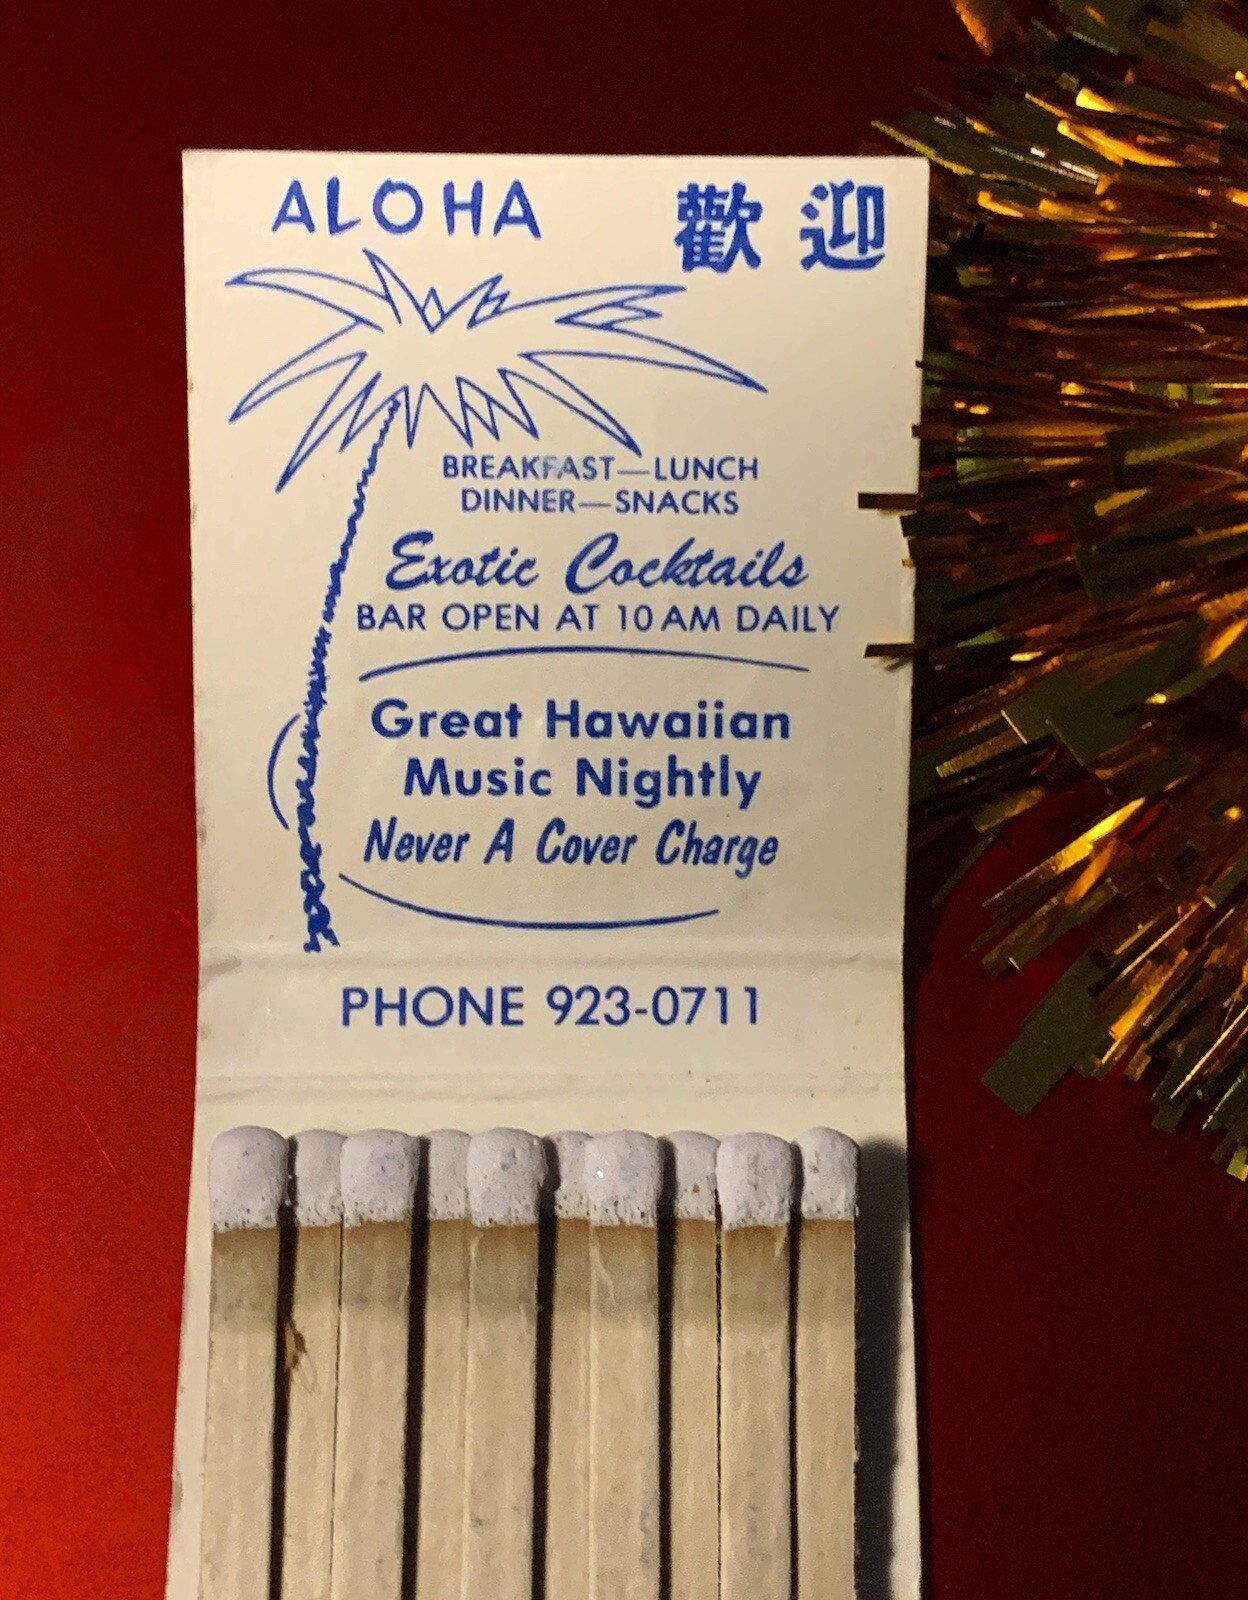 ALOHA 歡迎
BREAKFAST—LUNCH
DINNER—SNACKS
Exotic Cocktails
BAR OPEN AT 10 AM DAILY
Great Hawaiian
Music Nightly
Never A Cover Charge
PHONE 923-0711